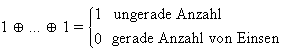 1 ⊕ ... ⊕ 1 = { 1 ungerade Anzahl
0 gerade Anzahl von Einsen